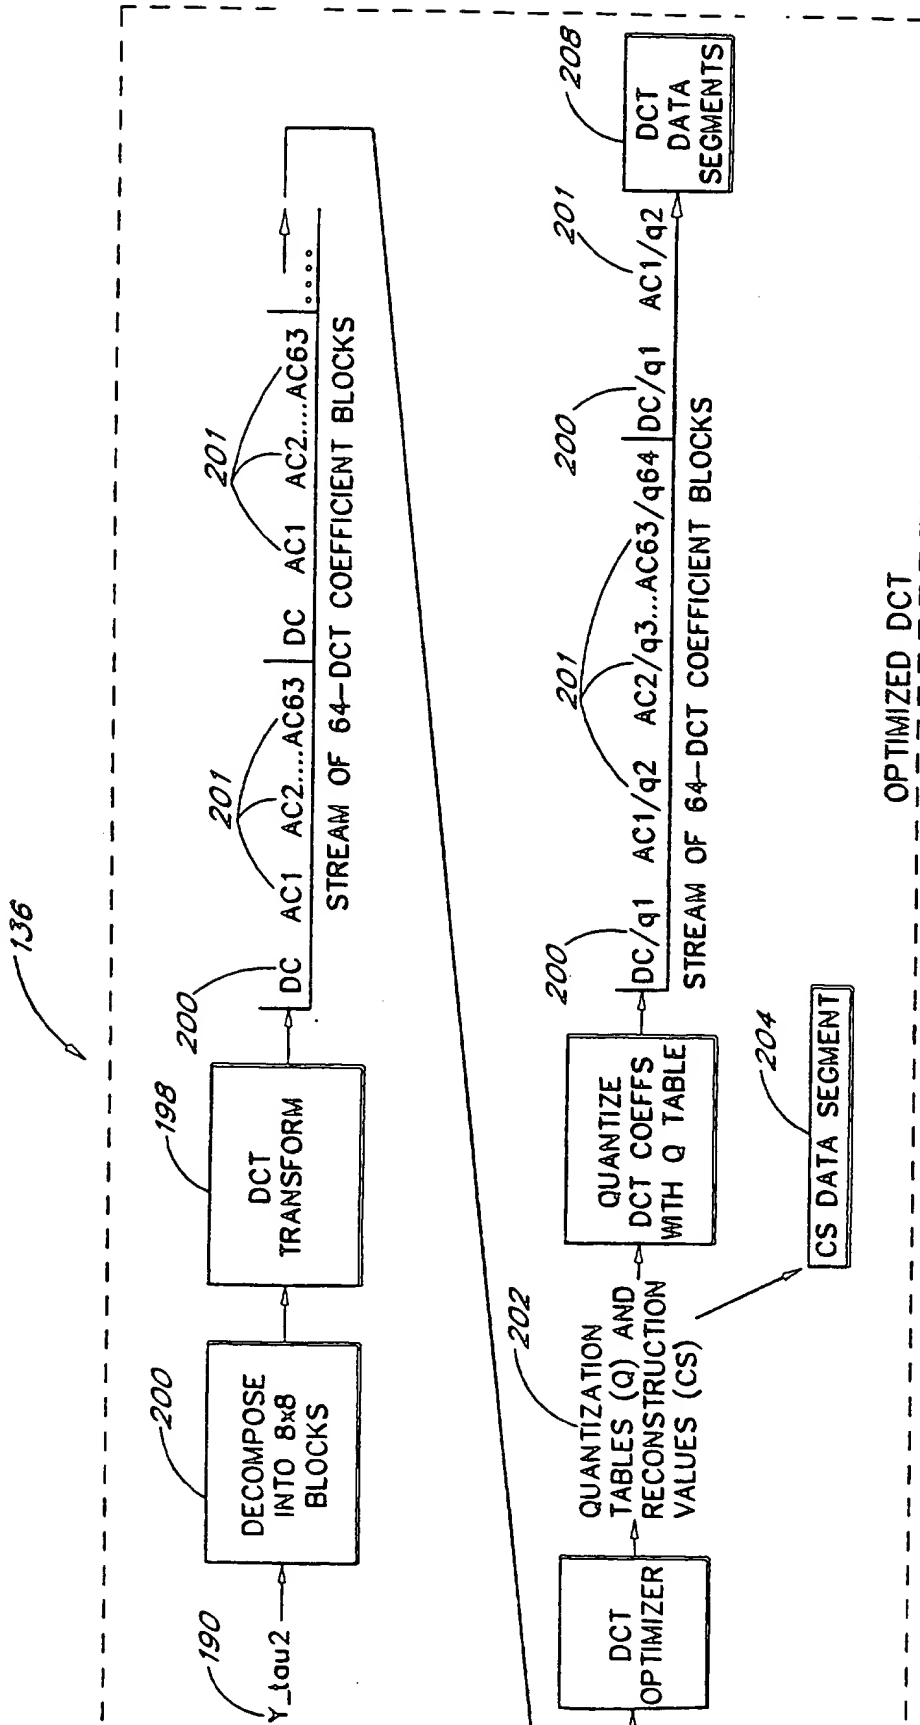 136
190
Y_tau2
200
DECOMPOSE
INTO 8x8
BLOCKS
198
DCT
TRANSFORM
200
201
201
DC AC1 AC2....AC63 DC AC1 AC2....AC63 ....
STREAM OF 64-DCT COEFFICIENT BLOCKS
DCT
OPTIMIZER
202
QUANTIZATION
TABLES (Q) AND
RECONSTRUCTION
VALUES (CS)
QUANTIZE
DCT COEFFS
WITH Q TABLE
204
CS DATA SEGMENT
200
201
200
201
DC/q1 AC1/q2 AC2/q3...AC63/q64 DC/q1 AC1/q2
STREAM OF 64-DCT COEFFICIENT BLOCKS
208
DCT
DATA
SEGMENTS
OPTIMIZED DCT